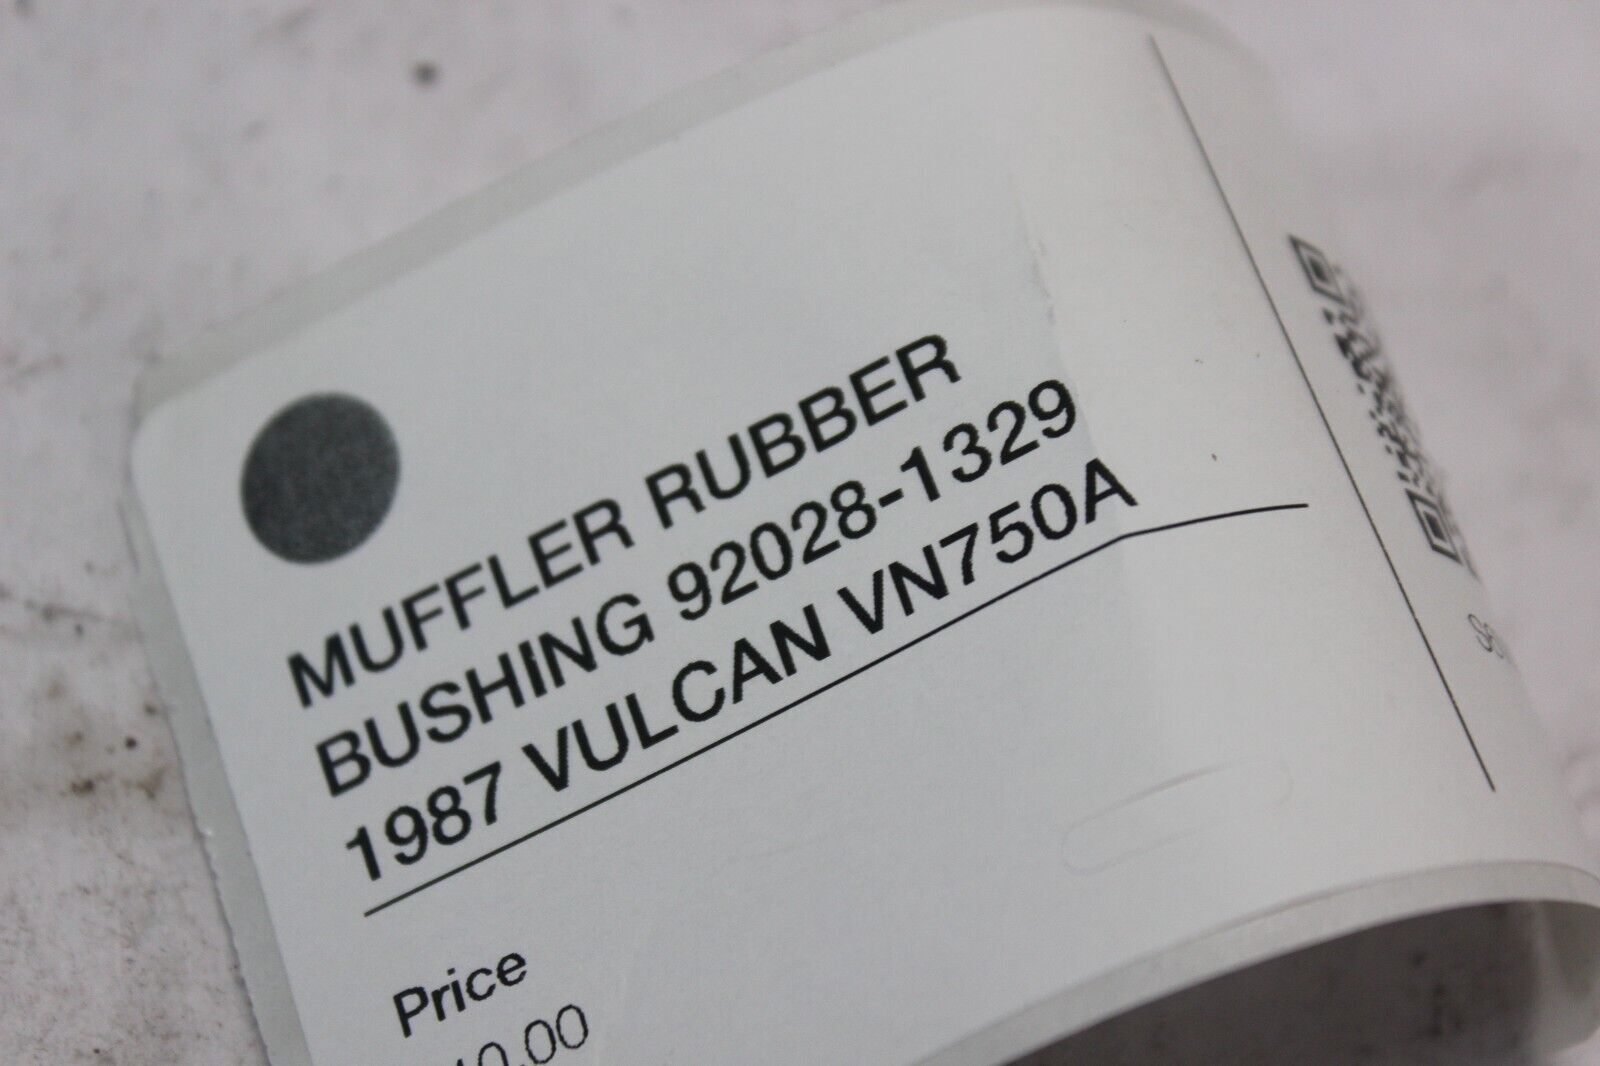 MUFFLER RUBBER
BUSHING 92028-1329
1987 VULCAN VN750A
Price